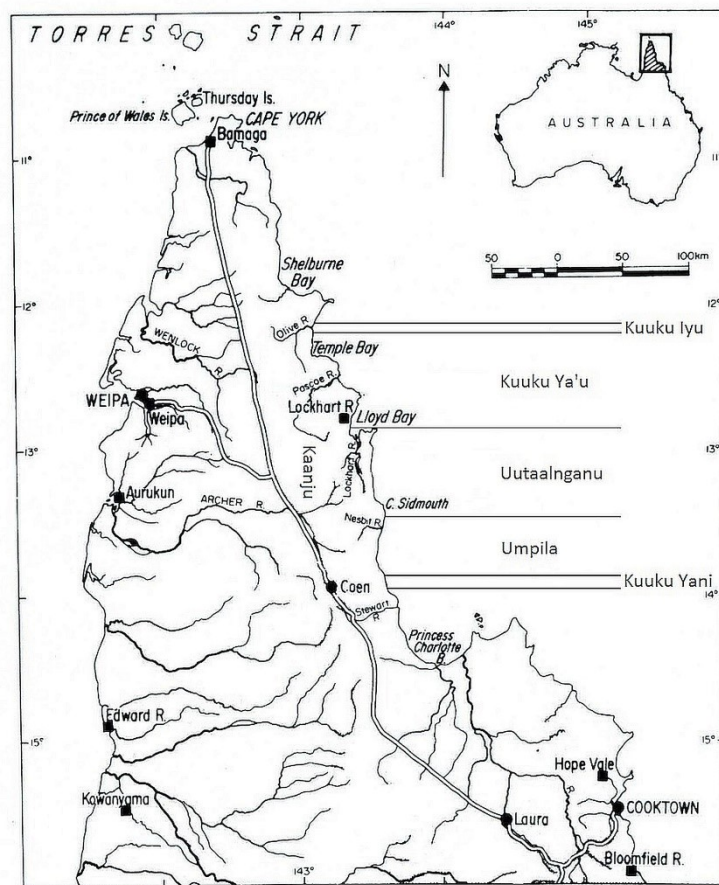 144°
145°
TORRES STRAIT
N
Thursday Is.
Prince of Wales Is.
CAPE YORK
Bamaga
AUSTRALIA
11°
11
Shelburne
Bay
50 0 50 100km
12°
Olive R
Kuuku Iyu
WENLOCK
R.
Temple Bay
Pascoe R.
Kuuku Ya'u
WEIPA
Weipa
Lockhart R
Lloyd Bay
13°
13°
Kaanju
Lockhart R.
Uutaalnganu
Aurukun
ARCHER R.
C. Sidmouth
Nesbit R.
Umpila
Coen
Kuuku Yani
14°
Stewart
R.
Princess
Charlotte
B.
Edward R.
15°
15°
Hope Vale
Kowanyama
R.
Laura
COOKTOWN
Bloomfield R.
143°